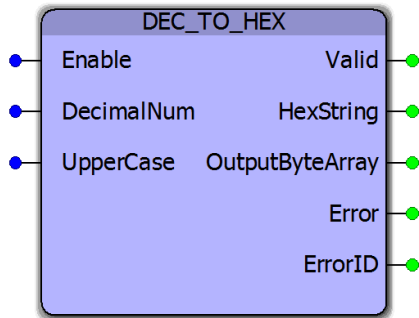 DEC_TO_HEX
Enable Valid
DecimalNum HexString
UpperCase OutputByteArray
Error
ErrorID